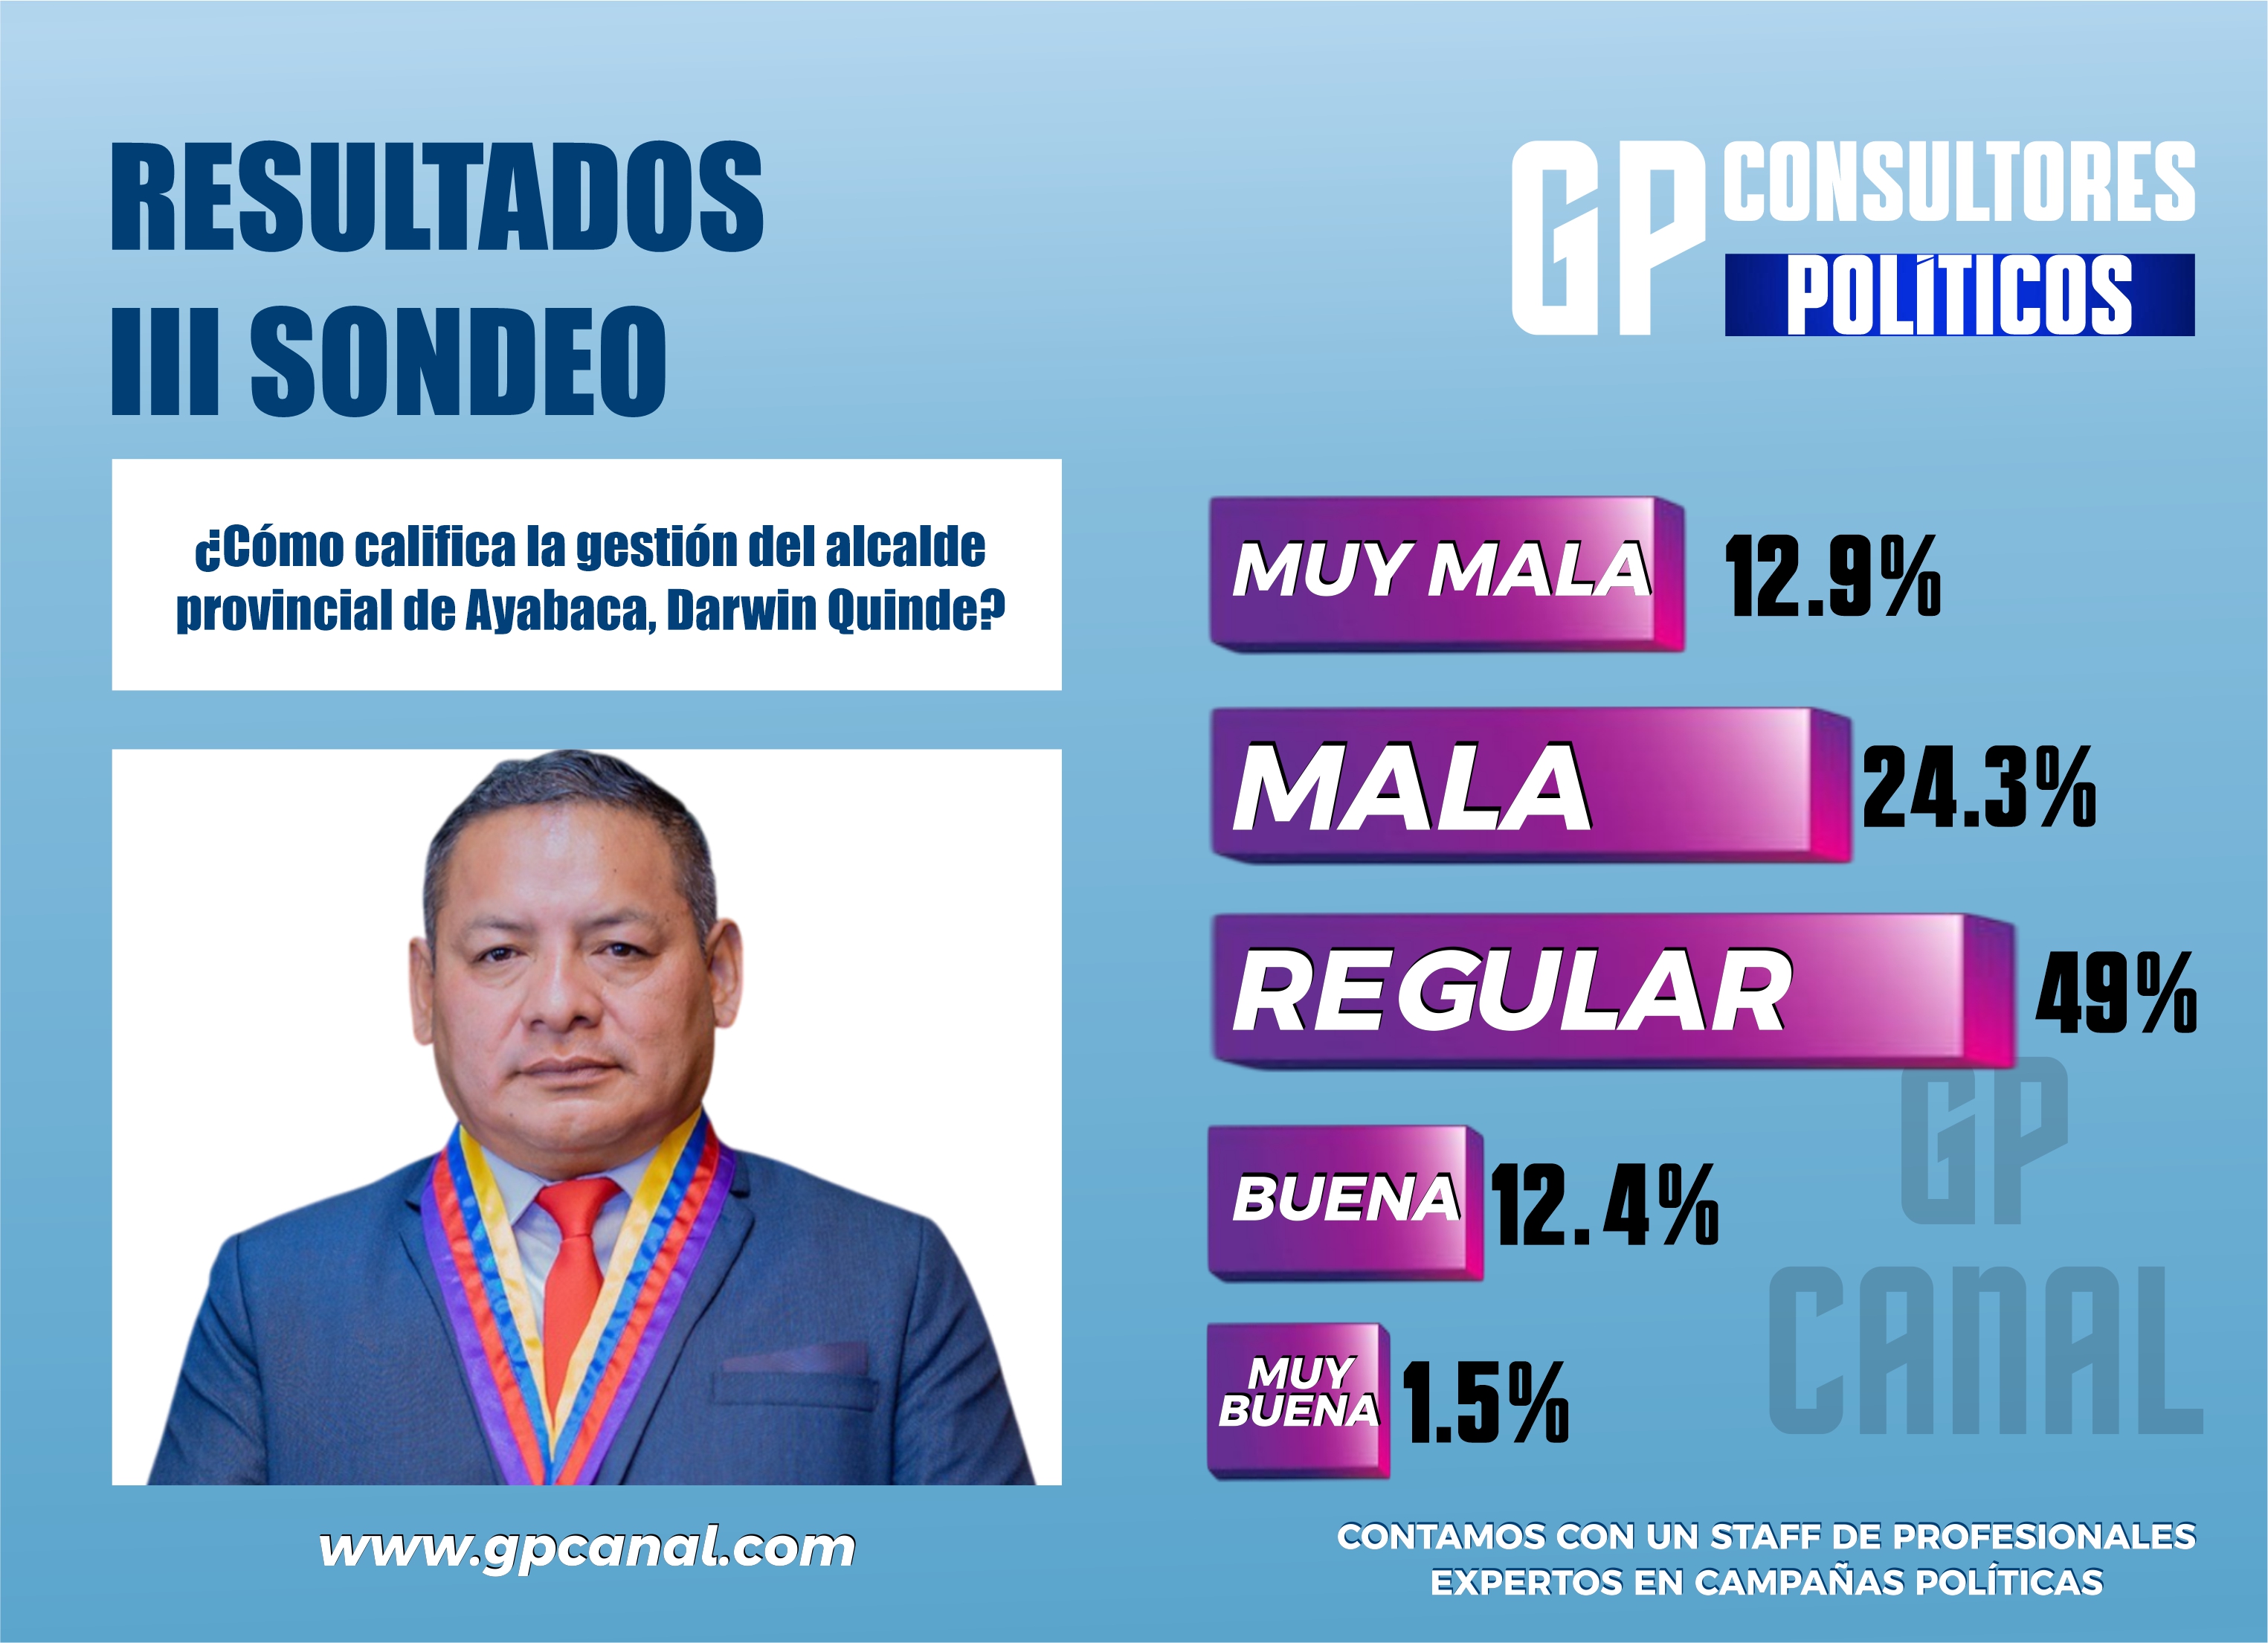 RESULTADOS
III SONDEO
GP CONSULTORES
POLÍTICOS
¿Cómo califica la gestión del alcalde
provincial de Ayabaca, Darwin Quinde?
MUY MALA 12.9%
MALA 24.3%
REGULAR 49%
BUENA 12.4%
MUY
BUENA 1.5%
GP
CANAL
www.gpcanal.com
CONTAMOS CON UN STAFF DE PROFESIONALES
EXPERTOS EN CAMPAÑAS POLÍTICAS